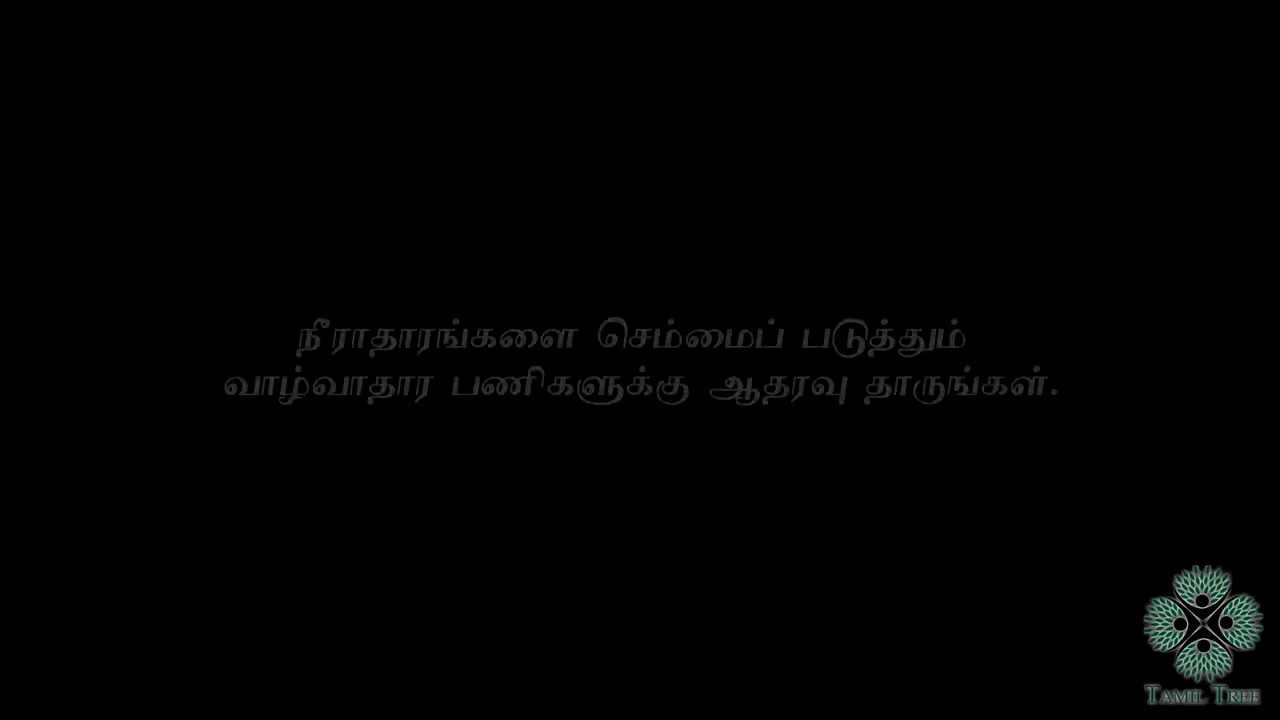 நீராதாரங்களை செம்மைப் படுத்தும்
வாழ்வாதார பணிகளுக்கு ஆதரவு தாருங்கள்.
TAMIL TREE